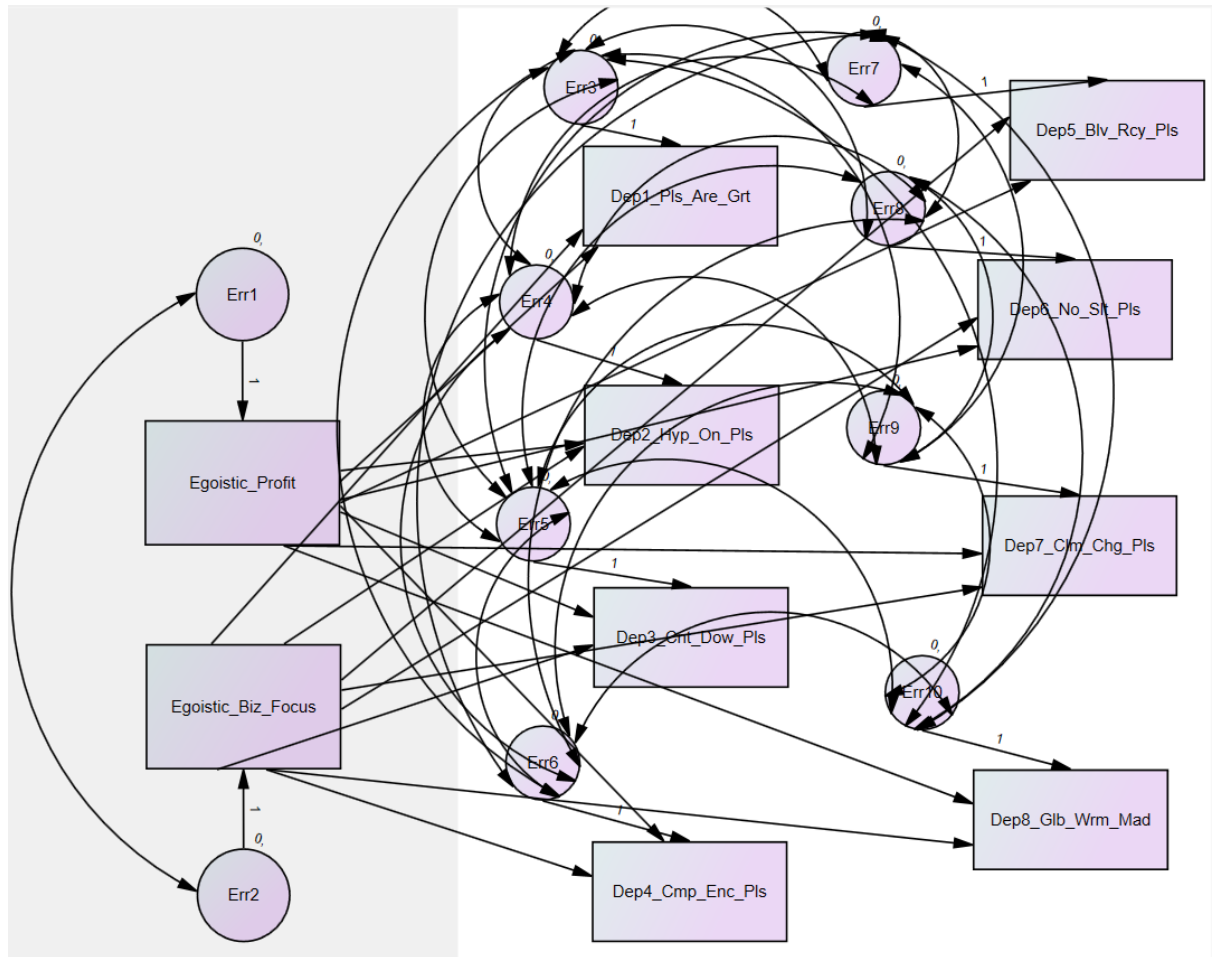 0,
Err3
1
0,
Err7
1
Dep5_Blv_Rcy_Pls
Dep1_Pls_Are_Grt
0,
Err8
1
Dep6_No_Slt_Pls
0,
Err1
1
0,
Err4
1
Dep2_Hyp_On_Pls
0,
Err9
1
Egoistic_Profit
0,
Err5
1
Dep7_Clm_Chg_Pls
Dep3_Cnt_Dow_Pls
Egoistic_Biz_Focus
0,
Err10
1
0,
Err6
1
Dep8_Glb_Wrm_Mad
1
0,
Err2
Dep4_Cmp_Enc_Pls